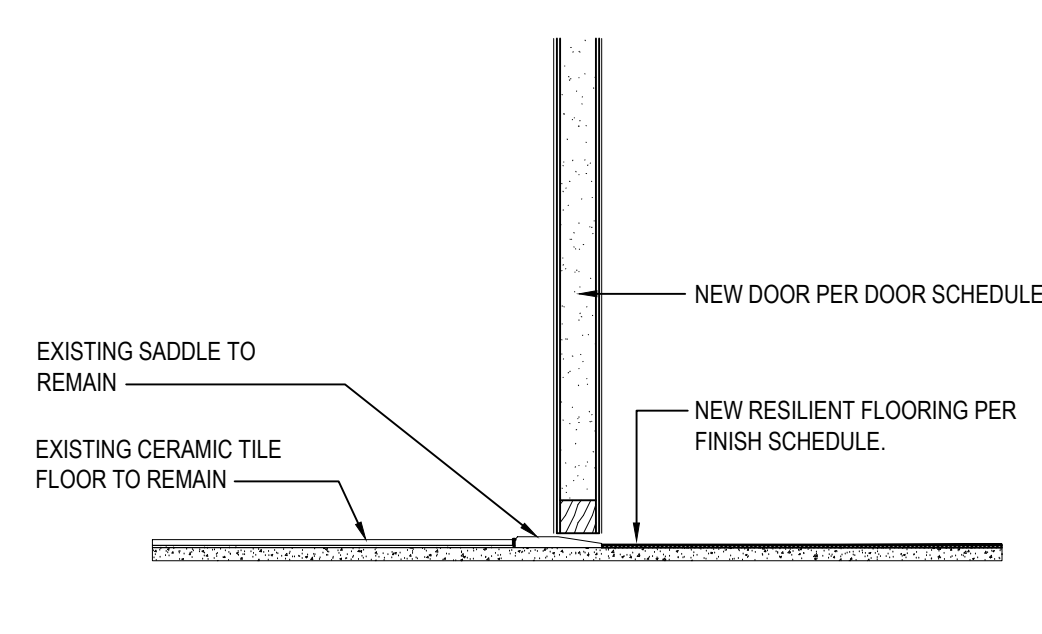 NEW DOOR PER DOOR SCHEDULE
EXISTING SADDLE TO
REMAIN
NEW RESILIENT FLOORING PER
FINISH SCHEDULE.
EXISTING CERAMIC TILE
FLOOR TO REMAIN